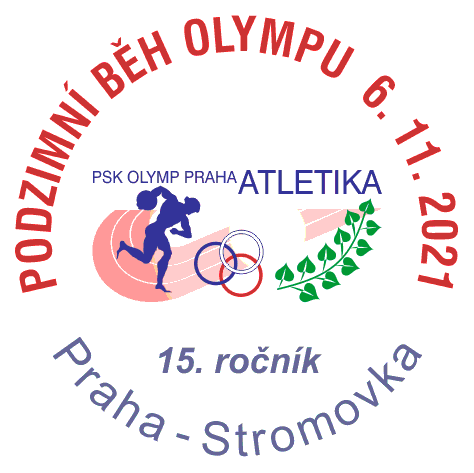 PODZIMNÍ BĚH OLYMPU 6. 11. 2021
PSK OLYMP PRAHA ATLETIKA
15. ročník
Praha - Stromovka